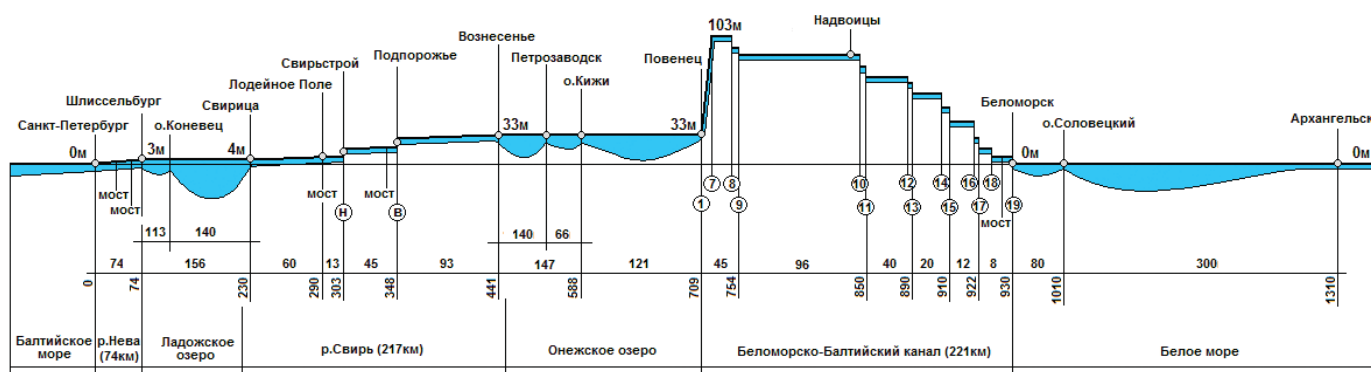 Надвоицы
103м
Вознесенье
Подпорожье
Петрозаводск
Повенец
Свирьстрой
о.Кижи
Лодейное Поле
Шлиссельбург
Свирица
Беломорск
Санкт-Петербург
о.Коневец
о.Соловецкий
Архангельск
0м
3м
4м
33м
33м
0м
0м
мост
мост
мост
мост
мост
Н
В
1
7
8
9
10
11
12
13
14
15
16
17
18
19
113
140
140
66
74
156
60
13
45
93
147
121
45
96
40
20
12
8
80
300
0
74
230
290
303
348
441
588
709
754
850
890
910
922
930
1010
1310
Балтийское
море
р.Нева
(74км)
Ладожское
озеро
р.Свирь (217км)
Онежское озеро
Беломорско-Балтийский канал (221км)
Белое море